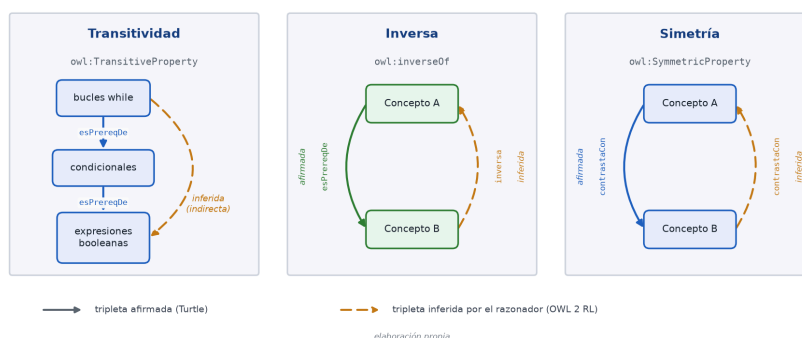 Transitividad
owl:TransitiveProperty
bucles while
esPrereqDe
condicionales
esPrereqDe
expresiones
booleanas
inferida
(indirecta)
Inversa
owl:inverseOf
Concepto A
afirmada
esPrereqDe
inversa
inferida
Concepto B
Simetría
owl:SymmetricProperty
Concepto A
afirmada
contrastaCon
contrastaCon
inferida
Concepto B
tripleta afirmada (Turtle)
tripleta inferida por el razonador (OWL 2 RL)
elaboración propia